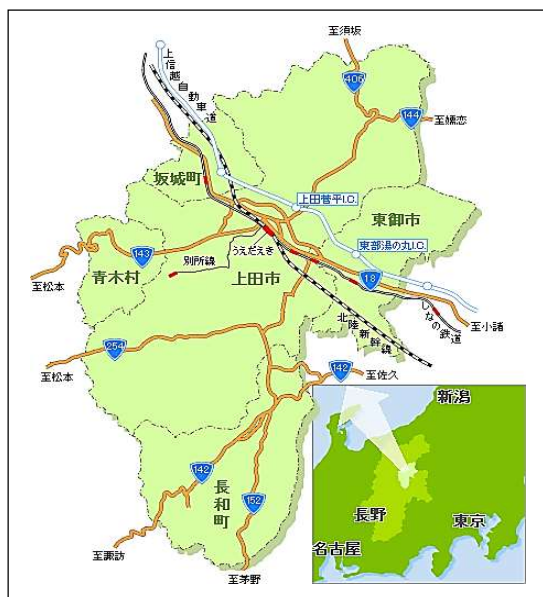 至須坂
上信越自動車道
406
144
至嬬恋
坂城町
上田菅平I.C.
東御市
うえだえき
東部湯の丸I.C.
143
別所線
青木村
上田市
18
至松本
北陸新幹線
しなの鉄道
至小諸
254
至松本
142
至佐久
新潟
142
長和町
152
長野
東京
名古屋
至諏訪
至茅野